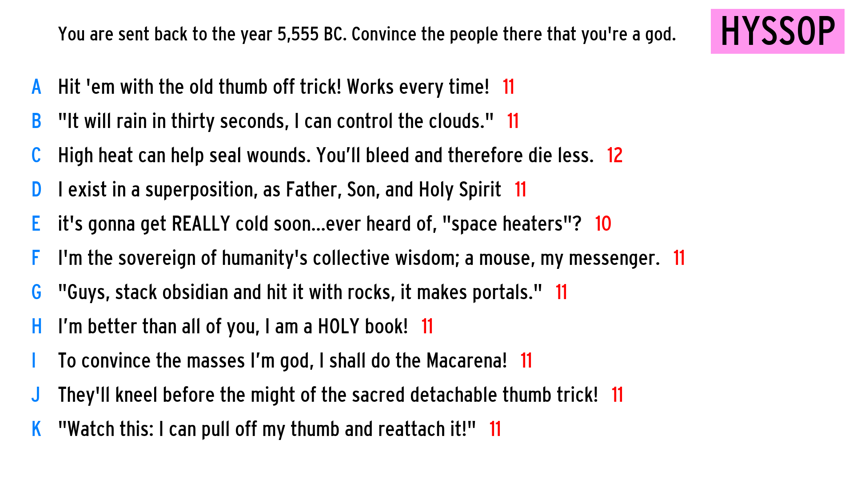 You are sent back to the year 5,555 BC. Convince the people there that you're a god.
HYSSOP
A Hit 'em with the old thumb off trick! Works every time! 11
B "It will rain in thirty seconds, I can control the clouds." 11
C High heat can help seal wounds. You’ll bleed and therefore die less. 12
D I exist in a superposition, as Father, Son, and Holy Spirit 11
E it's gonna get REALLY cold soon...ever heard of, "space heaters"? 10
F I'm the sovereign of humanity's collective wisdom; a mouse, my messenger. 11
G "Guys, stack obsidian and hit it with rocks, it makes portals." 11
H I’m better than all of you, I am a HOLY book! 11
I To convince the masses I’m god, I shall do the Macarena! 11
J They'll kneel before the might of the sacred detachable thumb trick! 11
K "Watch this: I can pull off my thumb and reattach it!" 11